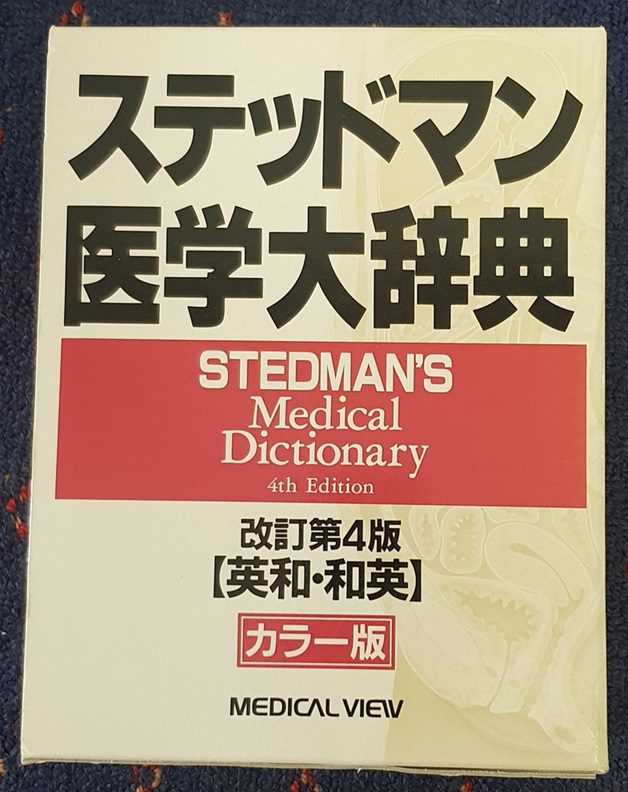 ステッドマン
医学大辞典
STEDMAN'S
Medical
Dictionary
4th Edition
改訂第4版
【英和・和英】
カラー版
MEDICAL VIEW